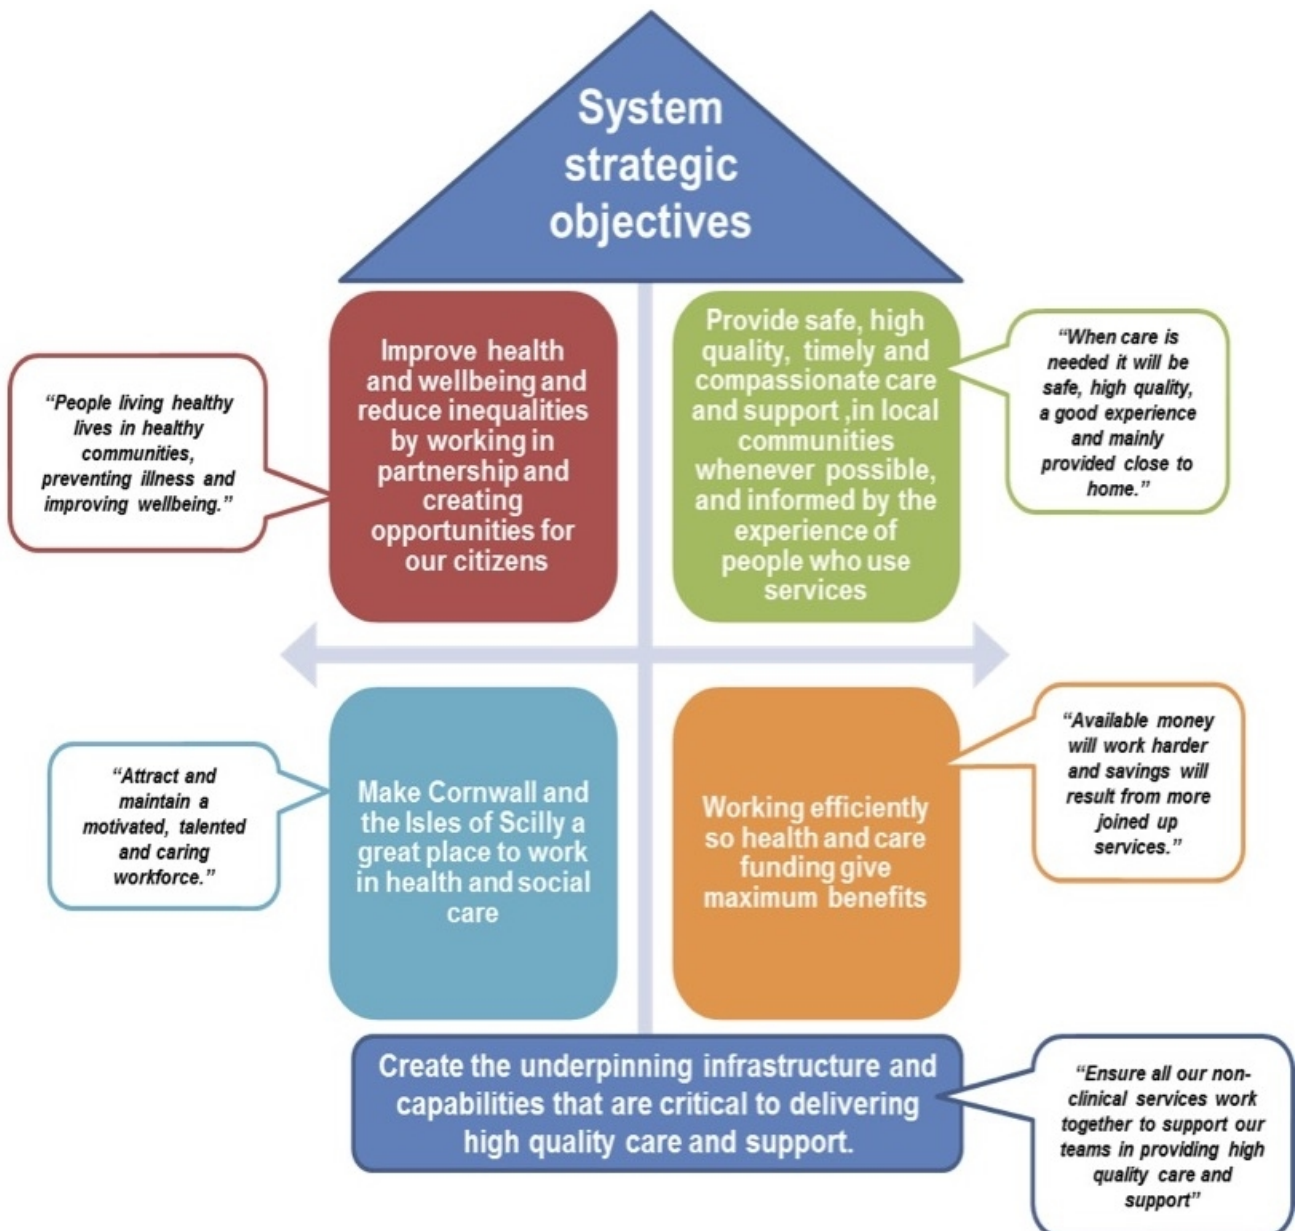 System
strategic
objectives
Improve health
and wellbeing and
reduce inequalities
by working in
partnership and
creating
opportunities for
our citizens
“People living healthy
lives in healthy
communities,
preventing illness and
improving wellbeing.”
Provide safe, high
quality, timely and
compassionate care
and support ,in local
communities
whenever possible,
and informed by the
experience of
people who use
services
“When care is
needed it will be
safe, high quality,
a good experience
and mainly
provided close to
home.”
“Attract and
maintain a
motivated, talented
and caring
workforce.”
Make Cornwall and
the Isles of Scilly a
great place to work
in health and social
care
Working efficiently
so health and care
funding give
maximum benefits
“Available money
will work harder
and savings will
result from more
joined up
services.”
Create the underpinning infrastructure and
capabilities that are critical to delivering
high quality care and support.
“Ensure all our non-
clinical services work
together to support our
teams in providing high
quality care and
support”